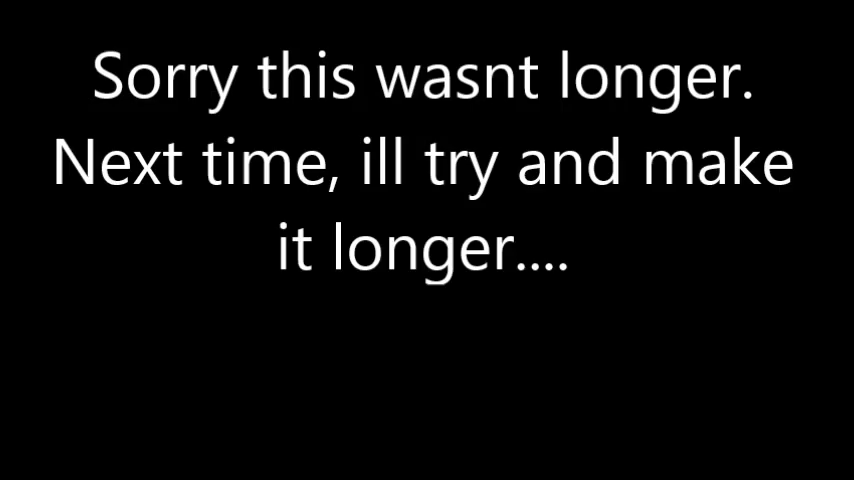 Sorry this wasnt longer.
Next time, ill try and make
it longer....